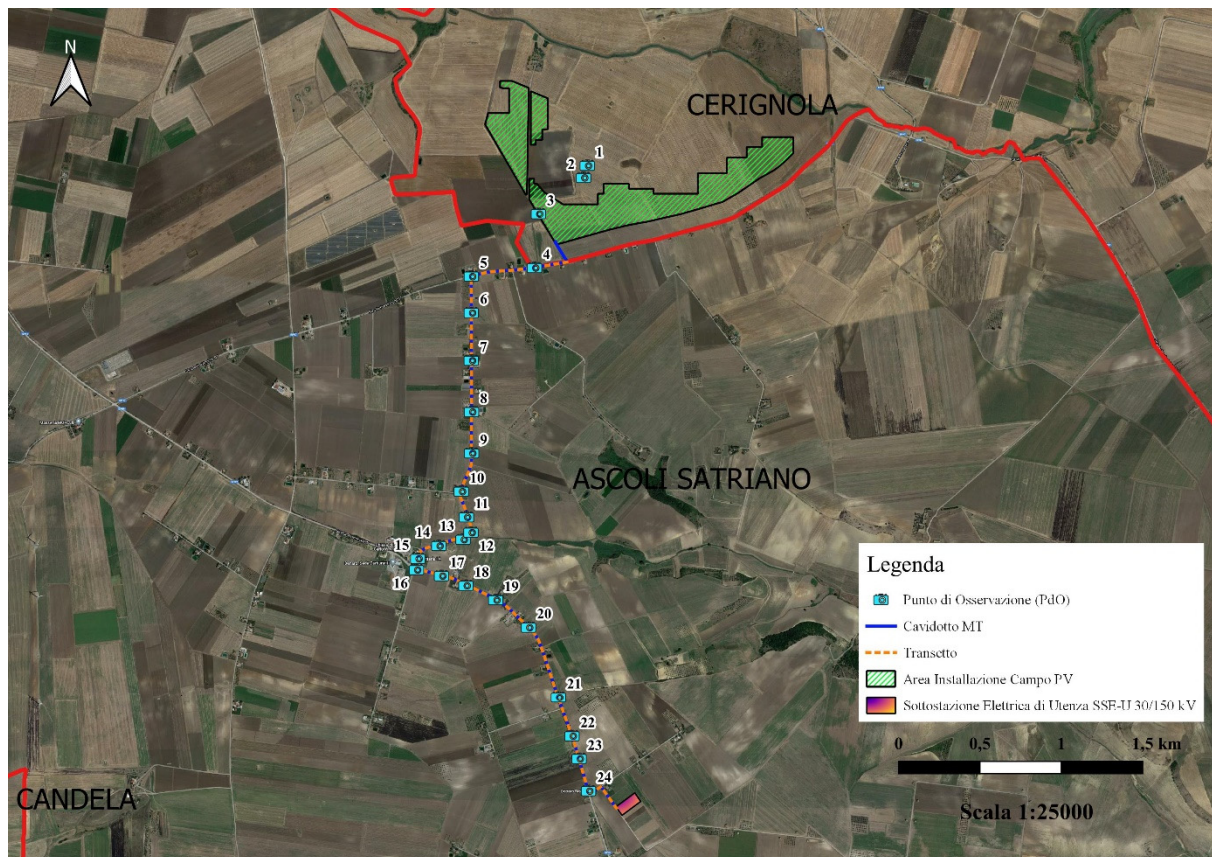 N
CERIGNOLA
1
2
3
4
5
6
7
8
9
ASCOLI SATRIANO
10
11
12
13
14
15
16
17
18
19
20
21
22
23
24
CANDELA
Legenda
Punto di Osservazione (PdO)
Cavidotto MT
Transetto
Area Installazione Campo PV
Sottostazione Elettrica di Utenza SSE-U 30/150 kV
0 0,5 1 1,5 km
Scala 1:25000